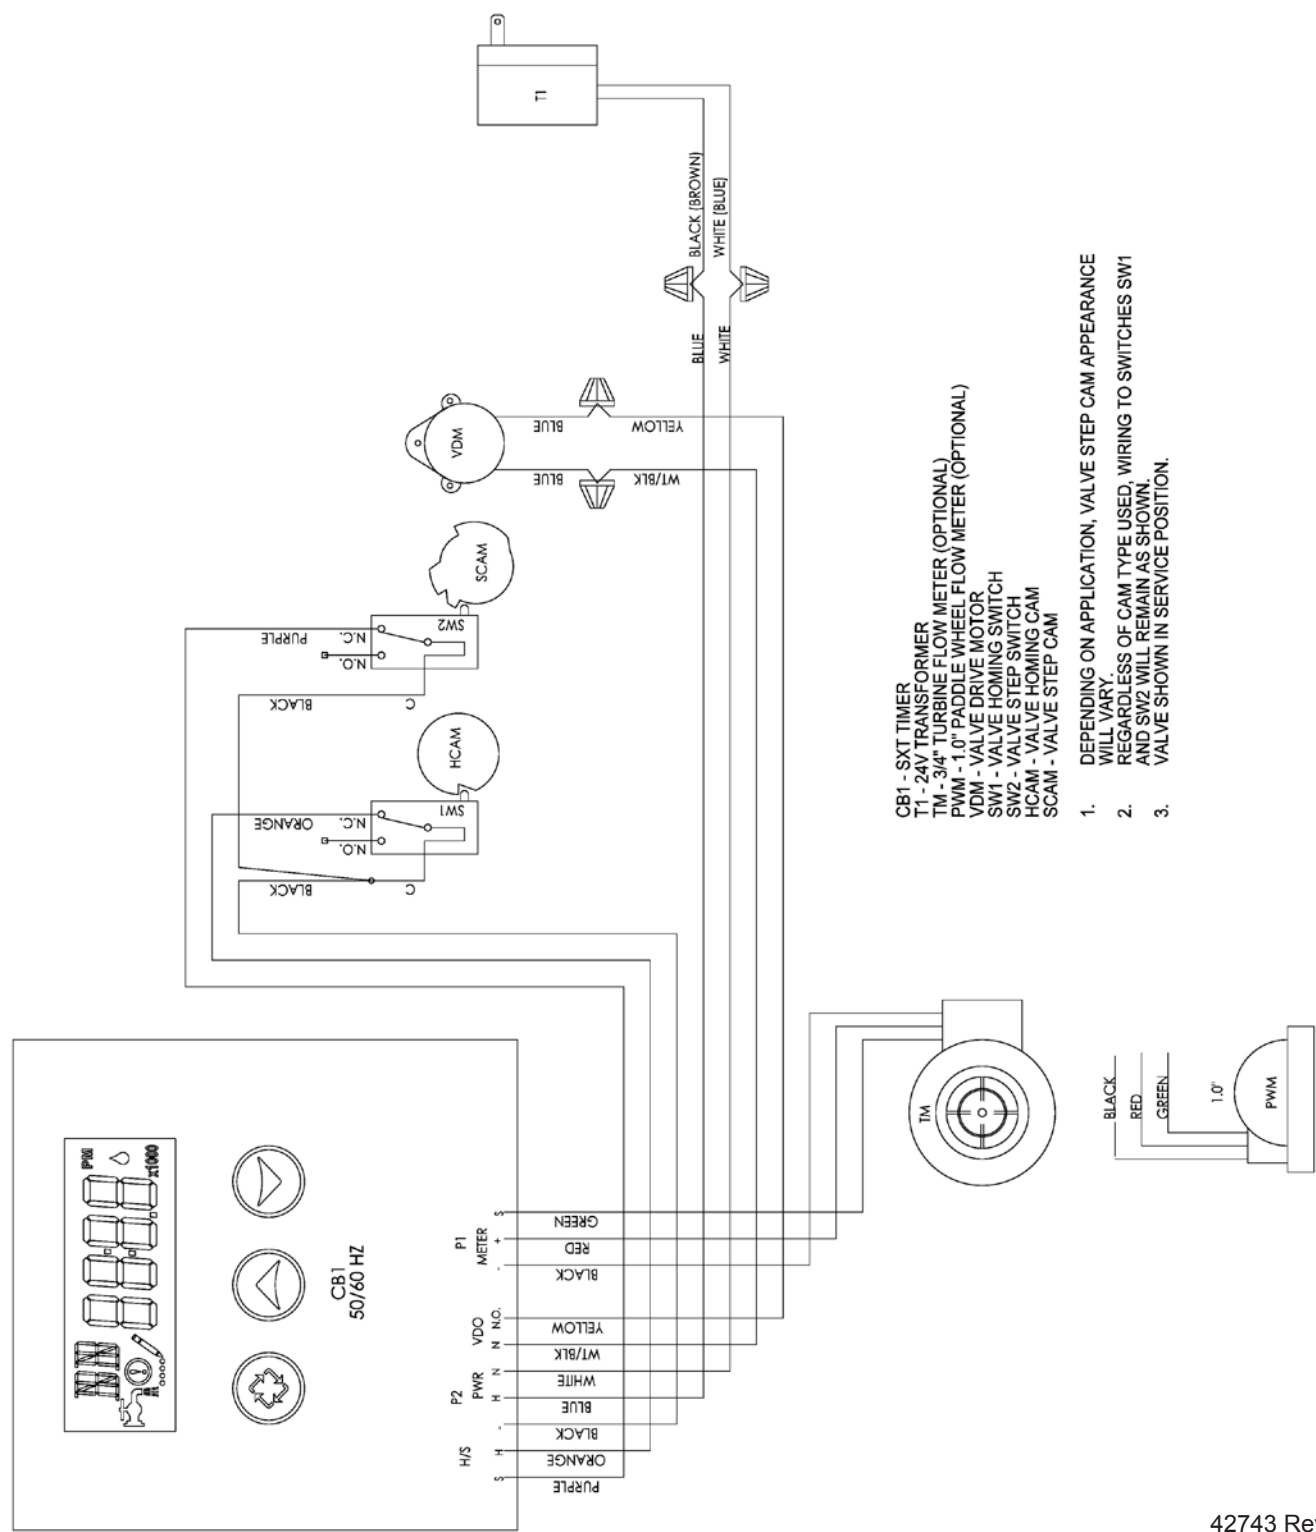 T1
BLACK (BROWN)
WHITE (BLUE)
BLUE
WHITE
VDM
BLUE
YELLOW
BLUE
WT/BLK
SCAM
SW2
N.C.
N.O.
PURPLE
BLACK
C
HCAM
SW1
N.C.
N.O.
ORANGE
BLACK
C
CB1 - SXT TIMER
T1 - 24V TRANSFORMER
TM - 3/4" TURBINE FLOW METER (OPTIONAL)
PWM - 1.0" PADDLE WHEEL FLOW METER (OPTIONAL)
VDM - VALVE DRIVE MOTOR
SW1 - VALVE HOMING SWITCH
SW2 - VALVE STEP SWITCH
HCAM - VALVE HOMING CAM
SCAM - VALVE STEP CAM
1. DEPENDING ON APPLICATION, VALVE STEP CAM APPEARANCE
WILL VARY.
2. REGARDLESS OF CAM TYPE USED, WIRING TO SWITCHES SW1
AND SW2 WILL REMAIN AS SHOWN.
3. VALVE SHOWN IN SERVICE POSITION.
PM
x1000
CB1
50/60 HZ
P1
METER
S
+
-
GREEN
RED
BLACK
VDO
N.O.
N
YELLOW
WT/BLK
P2
PWR
N
H
WHITE
BLUE
H/S
-
H
S
BLACK
ORANGE
PURPLE
TM
BLACK
RED
GREEN
1.0"
PWM
42743 Re